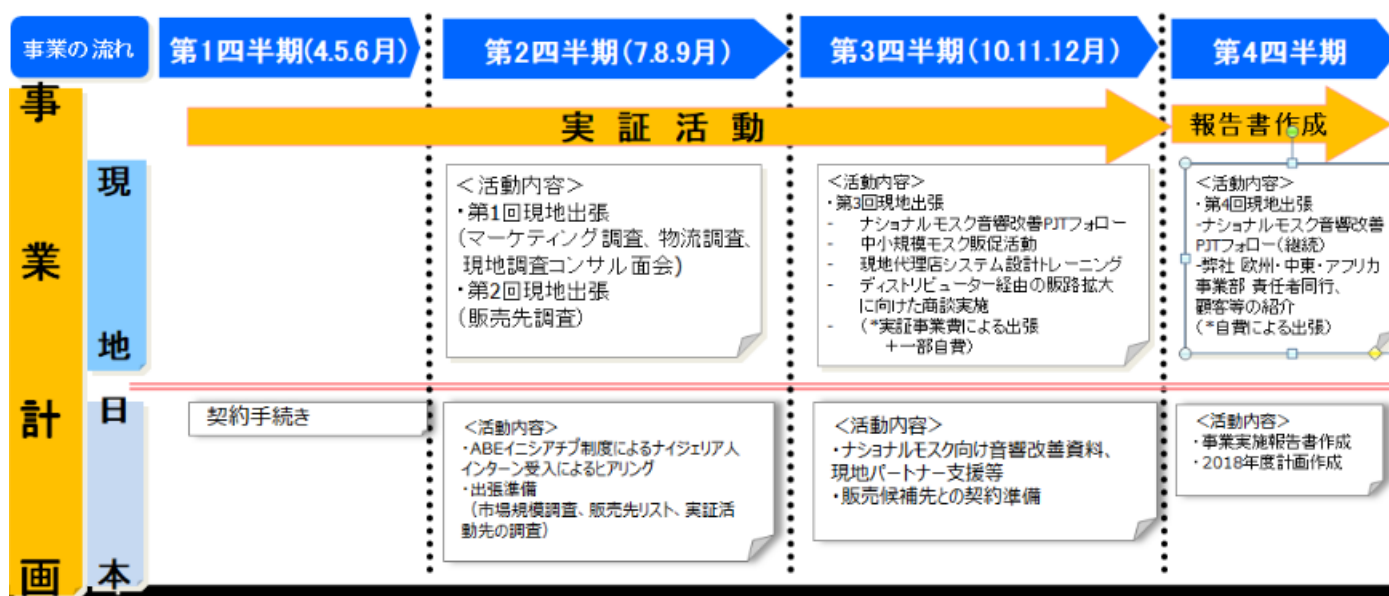 事業の流れ
第1四半期(4.5.6月)
第2四半期(7.8.9月)
第3四半期(10.11.12月)
第4四半期
事業計画
実証活動
報告書作成
現地
<活動内容>
・第1回現地出張
(マーケティング調査、物流調査、
現地調査コンサル面会)
・第2回現地出張
(販売先調査)
<活動内容>
・第3回現地出張
- ナショナルモスク音響改善PJTフォロー
- 中小規模モスク販促活動
- 現地代理店システム設計トレーニング
- ディストリビューター経由の販路拡大
に向けた商談実施
- (*実証事業費による出張
+一部自費)
<活動内容>
・第4回現地出張
-ナショナルモスク音響改善
PJTフォロー(継続)
-弊社 欧州・中東・アフリカ
事業部 責任者同行、
顧客等の紹介
(*自費による出張)
日本
契約手続き
<活動内容>
・ABEイニシアチブ制度によるナイジェリア人
インターン受入によるヒアリング
・出張準備
(市場規模調査、販売先リスト、実証活
動先の調査)
<活動内容>
・ナショナルモスク向け音響改善資料、
現地パートナー支援等
・販売候補先との契約準備
<活動内容>
・事業実施報告書作成
・2018年度計画作成